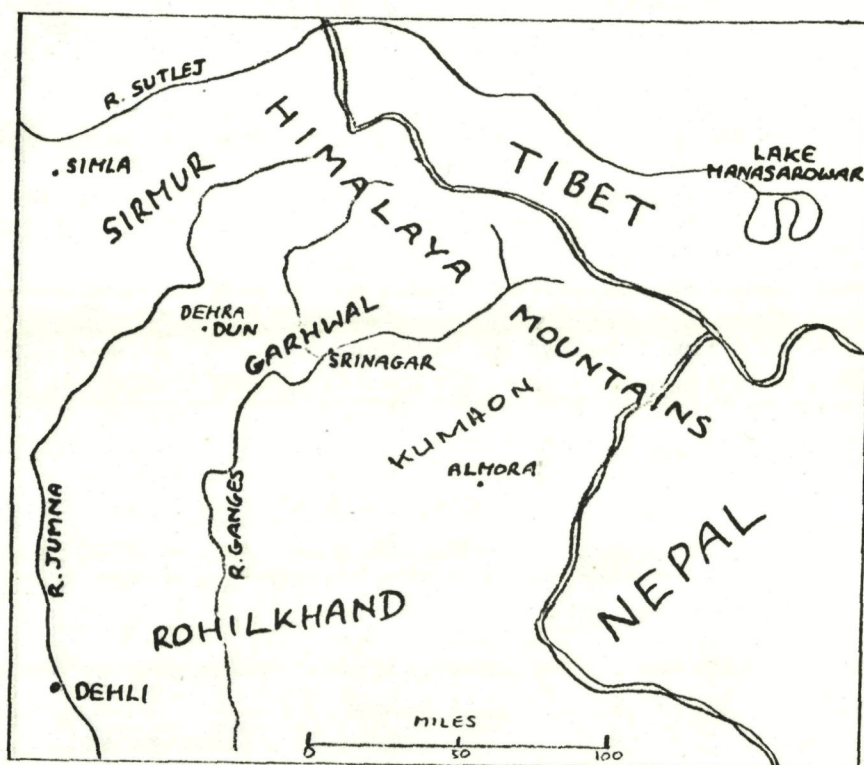 R. SUTLEJ
SIMLA
SIRMUR
HIMALAYA
MOUNTAINS
TIBET
LAKE
MANASAROWAR
DEHRA
DUN
GARHWAL
SRINAGAR
KUMAON
ALMORA
R. JUMNA
R. GANGES
ROHILKHAND
NEPAL
DEHLI
MILES
0 50 100